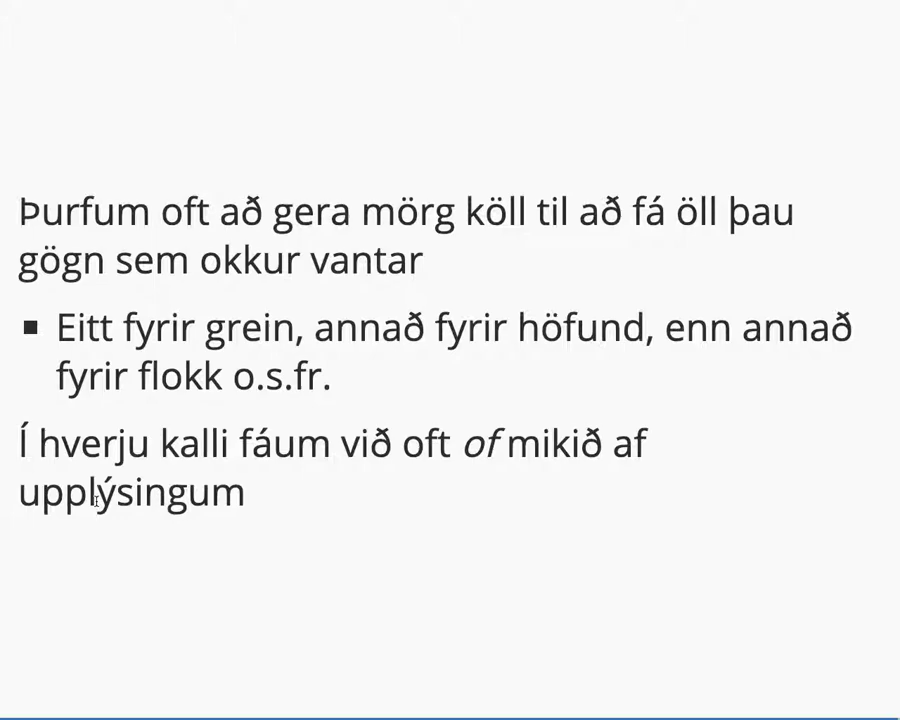 Þurfum oft að gera mörg köll til að fá öll þau
gögn sem okkur vantar
▪ Eitt fyrir grein, annað fyrir höfund, enn annað
fyrir flokk o.s.fr.
Í hverju kalli fáum við oft of mikið af
upplýsingum